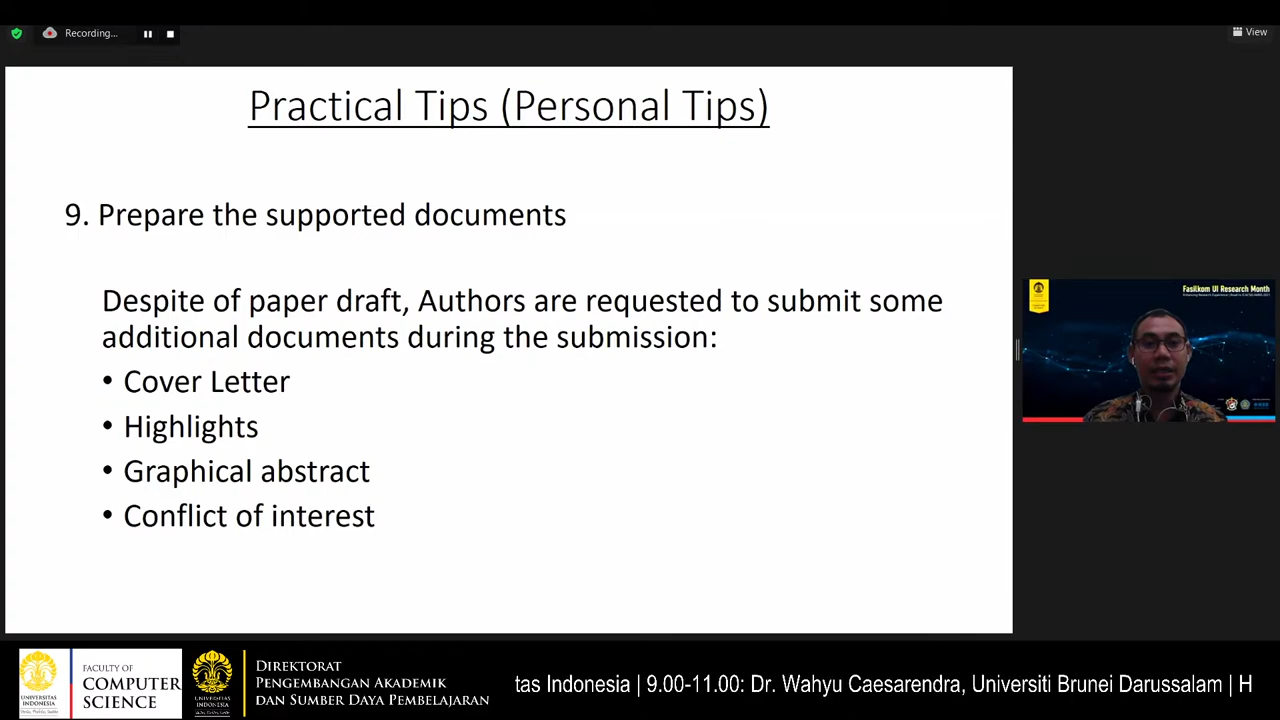 Recording...
View
Practical Tips (Personal Tips)
9. Prepare the supported documents
Despite of paper draft, Authors are requested to submit some
additional documents during the submission:
• Cover Letter
• Highlights
• Graphical abstract
• Conflict of interest
Fasilkom UI Research Month
FACULTY OF
COMPUTER
SCIENCE
UNIVERSITAS
INDONESIA
DIREKTORAT
PENGEMBANGAN AKADEMIK
DAN SUMBER DAYA PEMBELAJARAN
tas Indonesia | 9.00-11.00: Dr. Wahyu Caesarendra, Universiti Brunei Darussalam | H